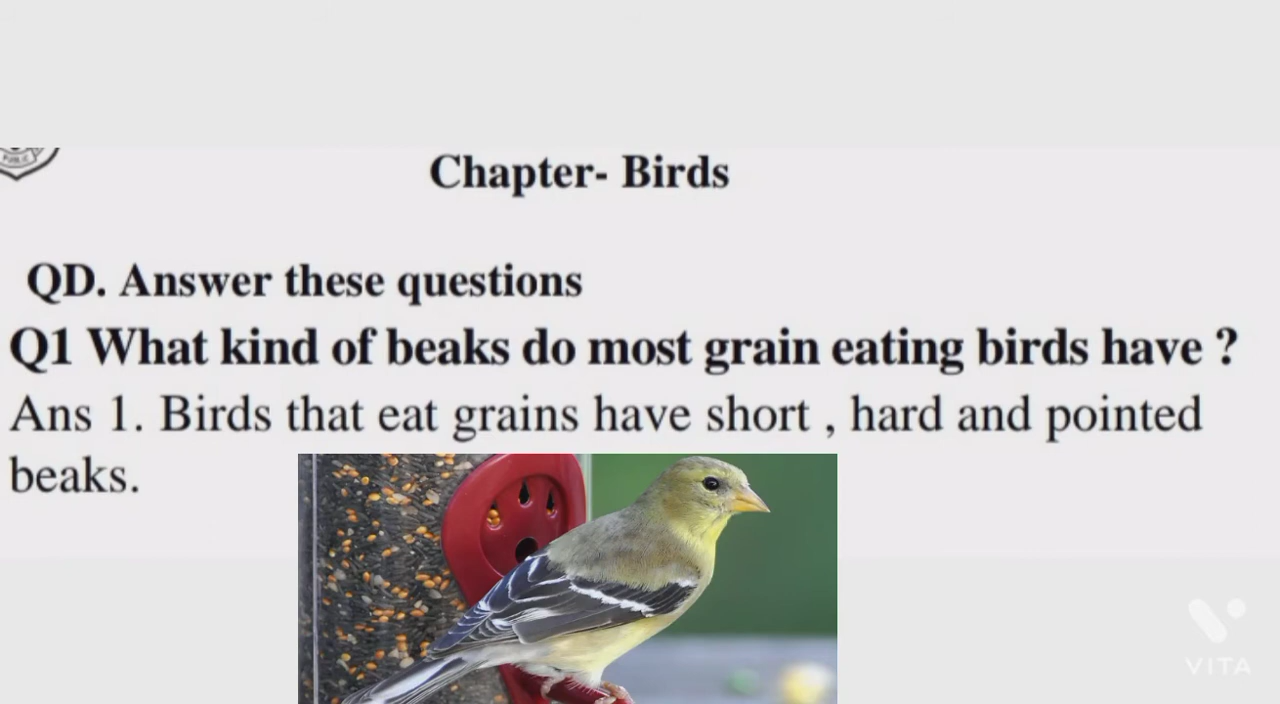 PUBLIC
Chapter- Birds
QD. Answer these questions
Q1 What kind of beaks do most grain eating birds have ?
Ans 1. Birds that eat grains have short , hard and pointed
beaks.
VITA